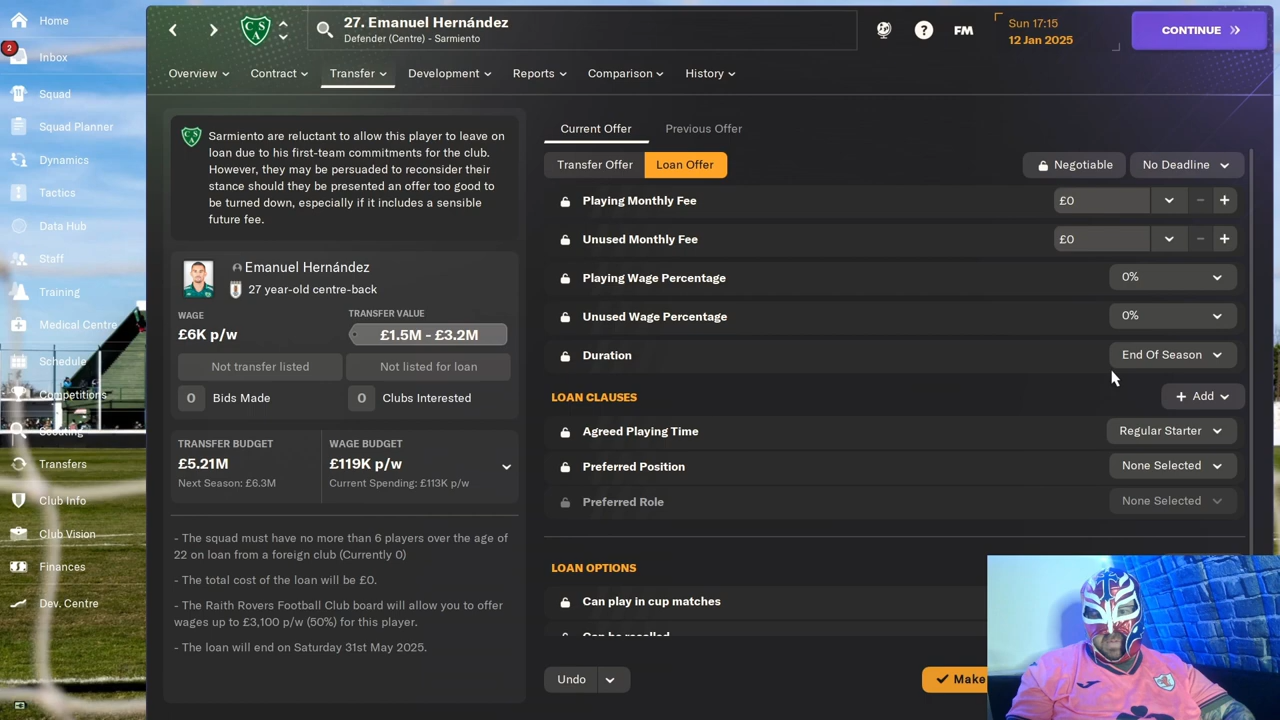 Home
2
Inbox
Squad
Squad Planner
Dynamics
Tactics
Data Hub
Staff
Training
Medical Centre
Schedule
Competitions
Scouting
Transfers
Club Info
Club Vision
Finances
Dev. Centre
CSA
27. Emanuel Hernández
Defender (Centre) - Sarmiento
?
FM
Sun 17:15
12 Jan 2025
CONTINUE
Overview
Contract
Transfer
Development
Reports
Comparison
History
Sarmiento are reluctant to allow this player to leave on
loan due to his first-team commitments for the club.
However, they may be persuaded to reconsider their
stance should they be presented an offer too good to
be turned down, especially if it includes a sensible
future fee.
Emanuel Hernández
27 year-old centre-back
WAGE
£6K p/w
TRANSFER VALUE
£1.5M - £3.2M
Not transfer listed
Not listed for loan
0 Bids Made
0 Clubs Interested
TRANSFER BUDGET
£5.21M
Next Season: £6.3M
WAGE BUDGET
£119K p/w
Current Spending: £113K p/w
- The squad must have no more than 6 players over the age of
22 on loan from a foreign club (Currently 0)
- The total cost of the loan will be £0.
- The Raith Rovers Football Club board will allow you to offer
wages up to £3,100 p/w (50%) for this player.
- The loan will end on Saturday 31st May 2025.
Current Offer
Previous Offer
Transfer Offer
Loan Offer
Negotiable
No Deadline
Playing Monthly Fee
£0
Unused Monthly Fee
£0
Playing Wage Percentage
0%
Unused Wage Percentage
0%
Duration
End Of Season
LOAN CLAUSES
+ Add
Agreed Playing Time
Regular Starter
Preferred Position
None Selected
Preferred Role
None Selected
LOAN OPTIONS
Can play in cup matches
Can be recalled
Undo
Make